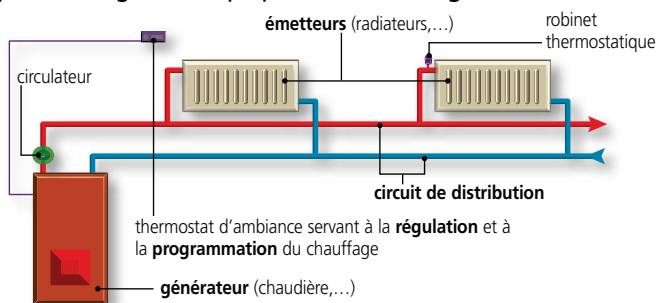 émetteurs (radiateurs,…)
robinet
thermostatique
circulateur
circuit de distribution
thermostat d’ambiance servant à la régulation et à
la programmation du chauffage
générateur (chaudière,…)